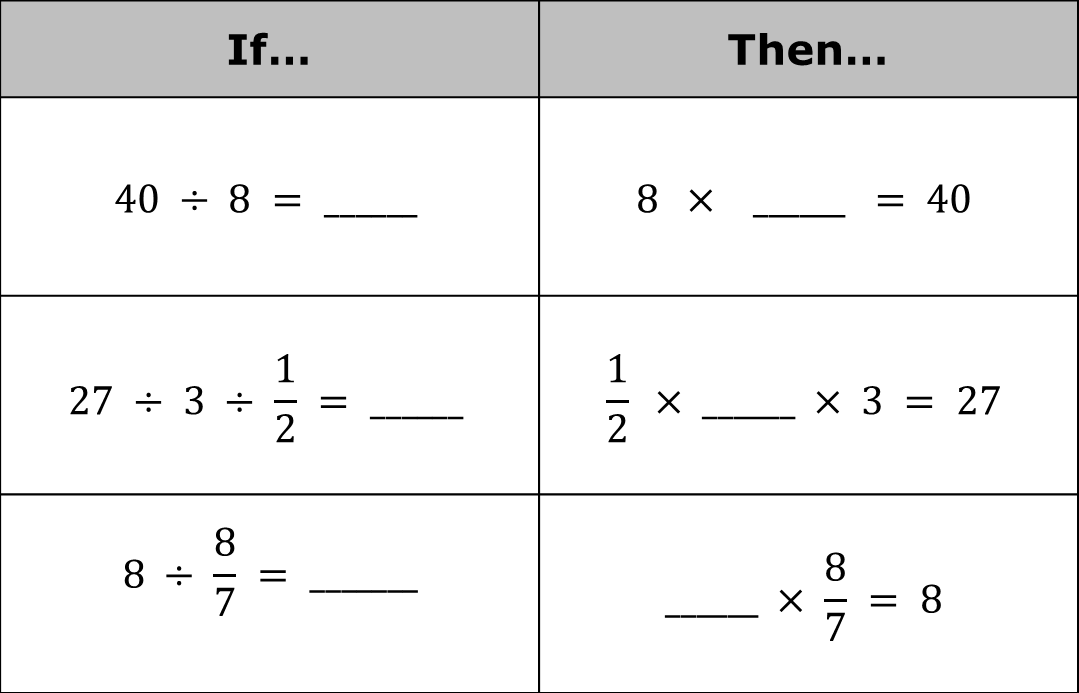 If... Then...
40 ÷ 8 = _____ 8 × _____ = 40
27 ÷ 3 ÷ 1/2 = _____ 1/2 × _____ × 3 = 27
8 ÷ 8/7 = _____ _____ × 8/7 = 8